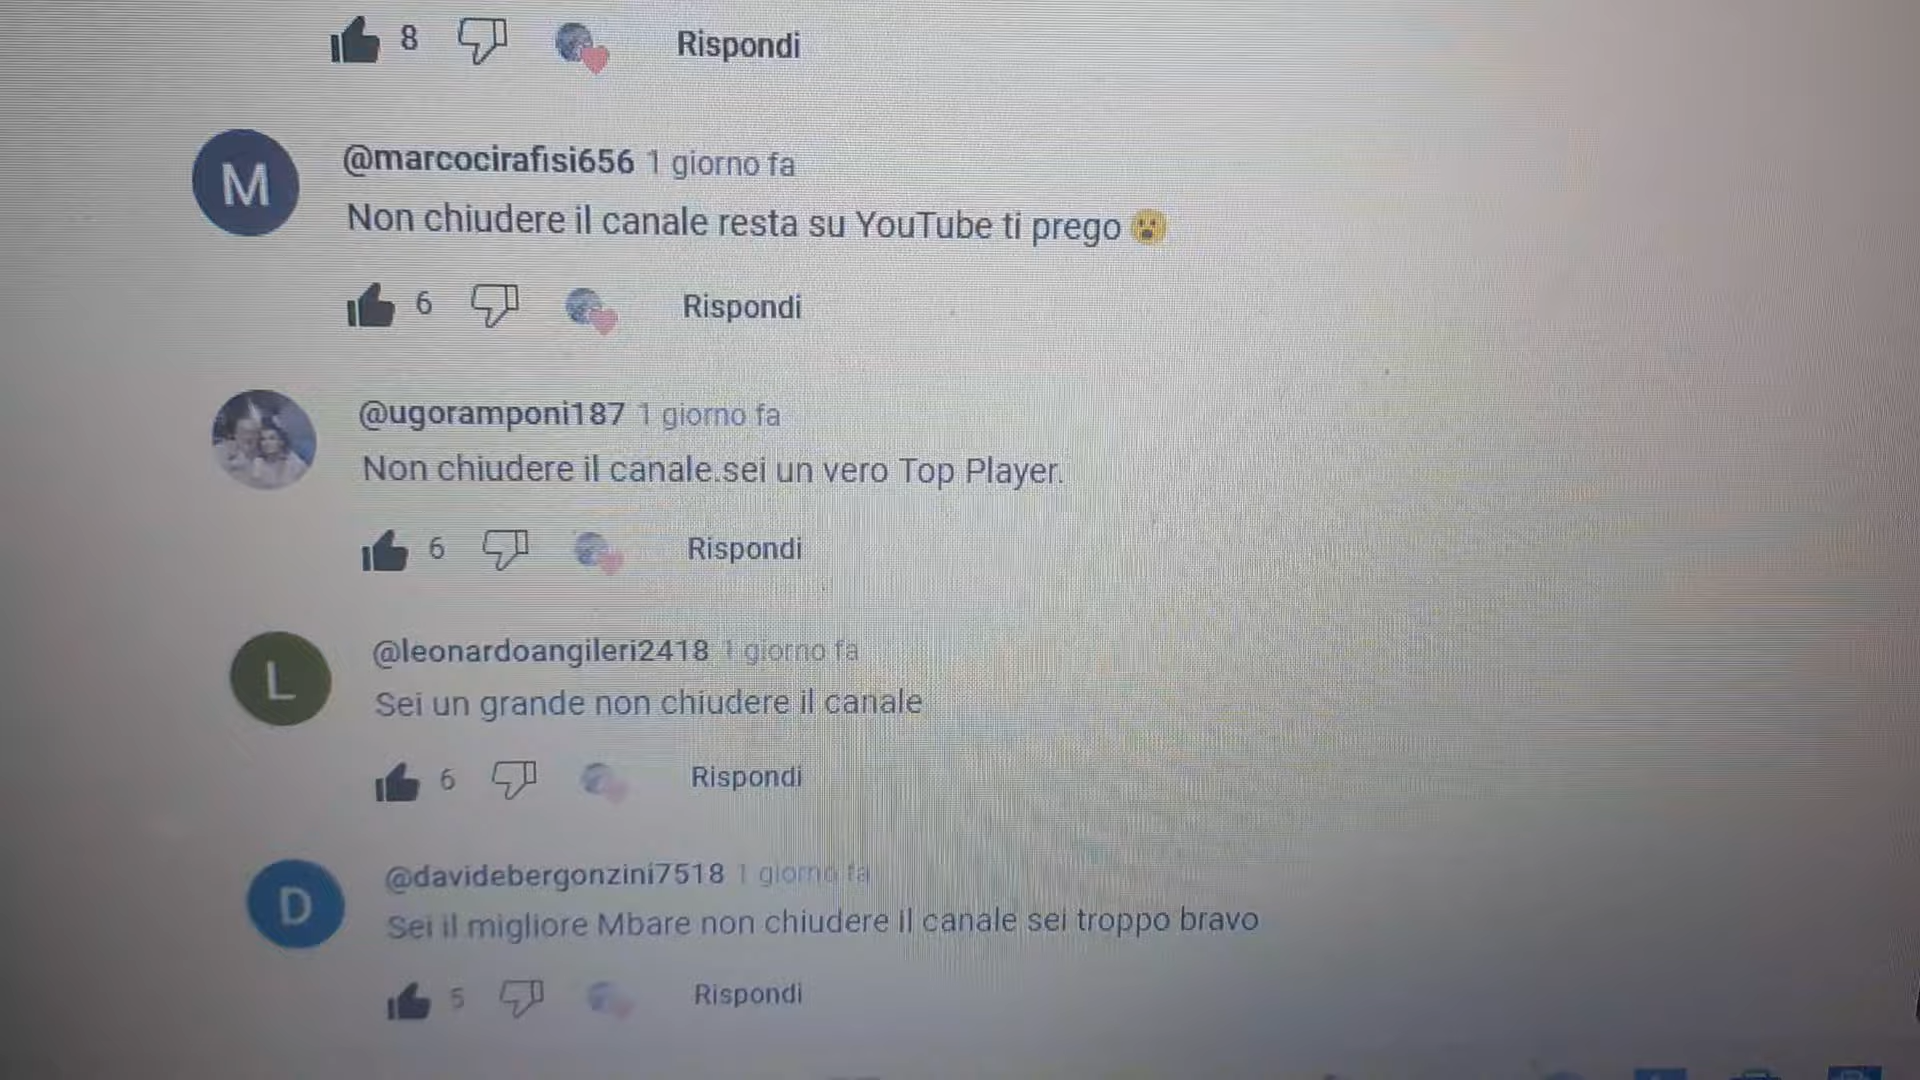 8 Rispondi
M
@marcocirafisi656 1 giorno fa
Non chiudere il canale resta su YouTube ti prego 😮
6 Rispondi
@ugoramponi187 1 giorno fa
Non chiudere il canale.sei un vero Top Player.
6 Rispondi
L
@leonardoangileri2418 1 giorno fa
Sei un grande non chiudere il canale
6 Rispondi
D
@davidebergonzini7518 1 giorno fa
Sei il migliore Mbare non chiudere il canale sei troppo bravo
5 Rispondi